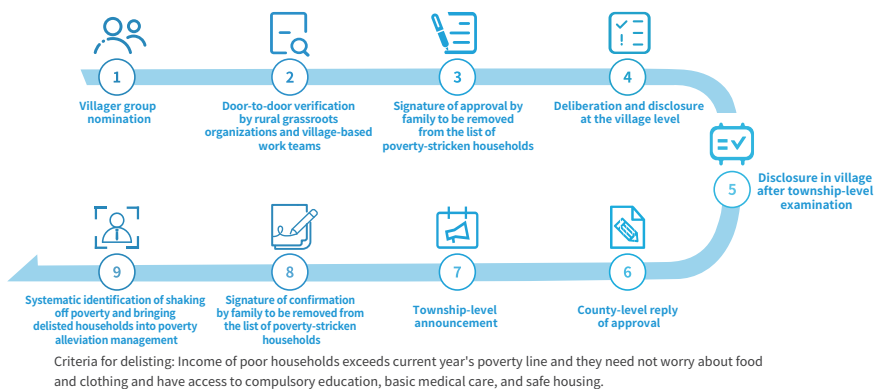 1
Villager group
nomination
2
Door-to-door verification
by rural grassroots
organizations and village-based
work teams
3
Signature of approval by
family to be removed
from the list of
poverty-stricken households
4
Deliberation and disclosure
at the village level
5
Disclosure in village
after township-level
examination
6
County-level reply
of approval
7
Township-level
announcement
8
Signature of confirmation
by family to be removed from
the list of poverty-stricken
households
9
Systematic identification of shaking
off poverty and bringing
delisted households into poverty
alleviation management
Criteria for delisting: Income of poor households exceeds current year's poverty line and they need not worry about food
and clothing and have access to compulsory education, basic medical care, and safe housing.